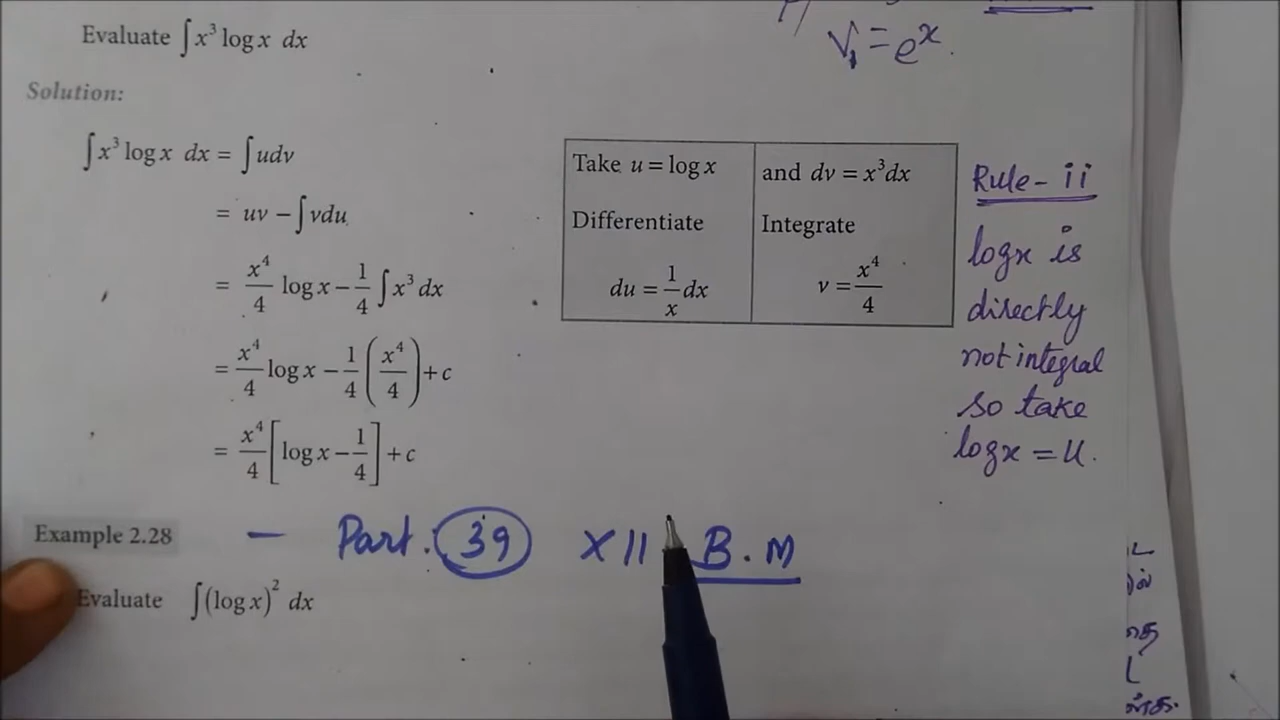 Evaluate ∫x³ log x dx
V₁ = eˣ.
Solution:
∫x³ log x dx = ∫udv
= uv − ∫vdu
= x⁴/4 log x − 1/4 ∫x³ dx
= x⁴/4 log x − 1/4 (x⁴/4) + c
= x⁴/4 [log x − 1/4] + c
Take u = log x
Differentiate
du = 1/x dx
and dv = x³dx
Integrate
v = x⁴/4
Rule - ii
logx is
directly
not integral
so take
logx = u.
Example 2.28 — Part. 39 XII B.M
Evaluate ∫(log x)² dx